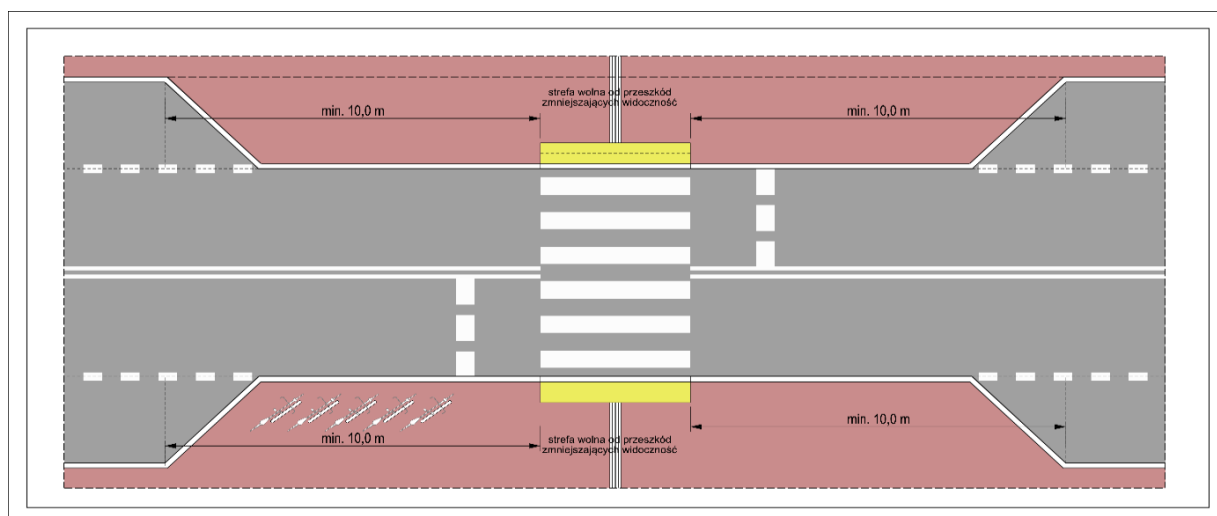 strefa wolna od przeszkód
zmniejszających widoczność
min. 10,0 m
min. 10,0 m
min. 10,0 m
min. 10,0 m
strefa wolna od przeszkód
zmniejszających widoczność